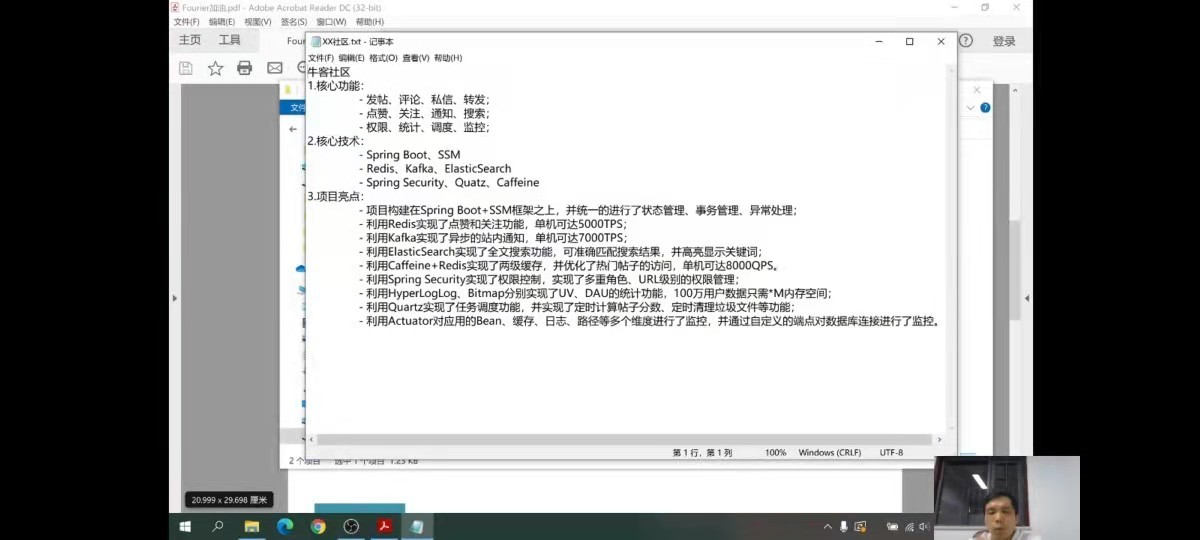 Fourier加油.pdf - Adobe Acrobat Reader DC (32-bit)
文件(F) 编辑(E) 视图(V) 签名(S) 窗口(W) 帮助(H)
主页 工具 Four
登录
XX社区.txt - 记事本
文件(F) 编辑(E) 格式(O) 查看(V) 帮助(H)
牛客社区
1.核心功能:
- 发帖、评论、私信、转发;
- 点赞、关注、通知、搜索;
- 权限、统计、调度、监控;
2.核心技术:
- Spring Boot、SSM
- Redis、Kafka、ElasticSearch
- Spring Security、Quatz、Caffeine
3.项目亮点:
- 项目构建在Spring Boot+SSM框架之上，并统一的进行了状态管理、事务管理、异常处理;
- 利用Redis实现了点赞和关注功能，单机可达5000TPS;
- 利用Kafka实现了异步的站内通知，单机可达7000TPS;
- 利用ElasticSearch实现了全文搜索功能，可准确匹配搜索结果，并高亮显示关键词;
- 利用Caffeine+Redis实现了两级缓存，并优化了热门帖子的访问，单机可达8000QPS。
- 利用Spring Security实现了权限控制，实现了多重角色、URL级别的权限管理;
- 利用HyperLogLog、Bitmap分别实现了UV、DAU的统计功能，100万用户数据只需*M内存空间;
- 利用Quartz实现了任务调度功能，并实现了定时计算帖子分数、定时清理垃圾文件等功能;
- 利用Actuator对应用的Bean、缓存、日志、路径等多个维度进行了监控，并通过自定义的端点对数据库连接进行了监控。
第 1 行，第 1 列 100% Windows (CRLF) UTF-8
文件
2 个项目 选中 1 个项目 1.23 KB
20.999 x 29.698 厘米